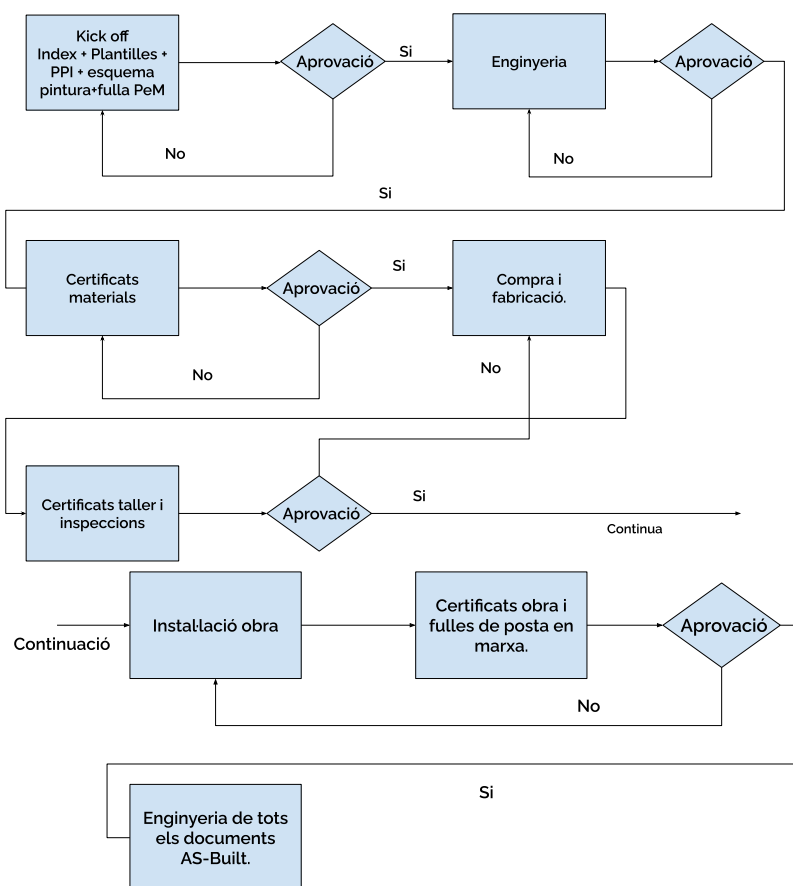 Kick off
Index + Plantilles +
PPI + esquema
pintura+fulla PeM
Aprovació
Si
Enginyeria
Aprovació
No
No
Si
Certificats
materials
Aprovació
Si
Compra i
fabricació.
No
No
Certificats taller i
inspeccions
Aprovació
Si
Continua
Continuació
Instal·lació obra
Certificats obra i
fulles de posta en
marxa.
Aprovació
No
Si
Enginyeria de tots
els documents
AS-Built.